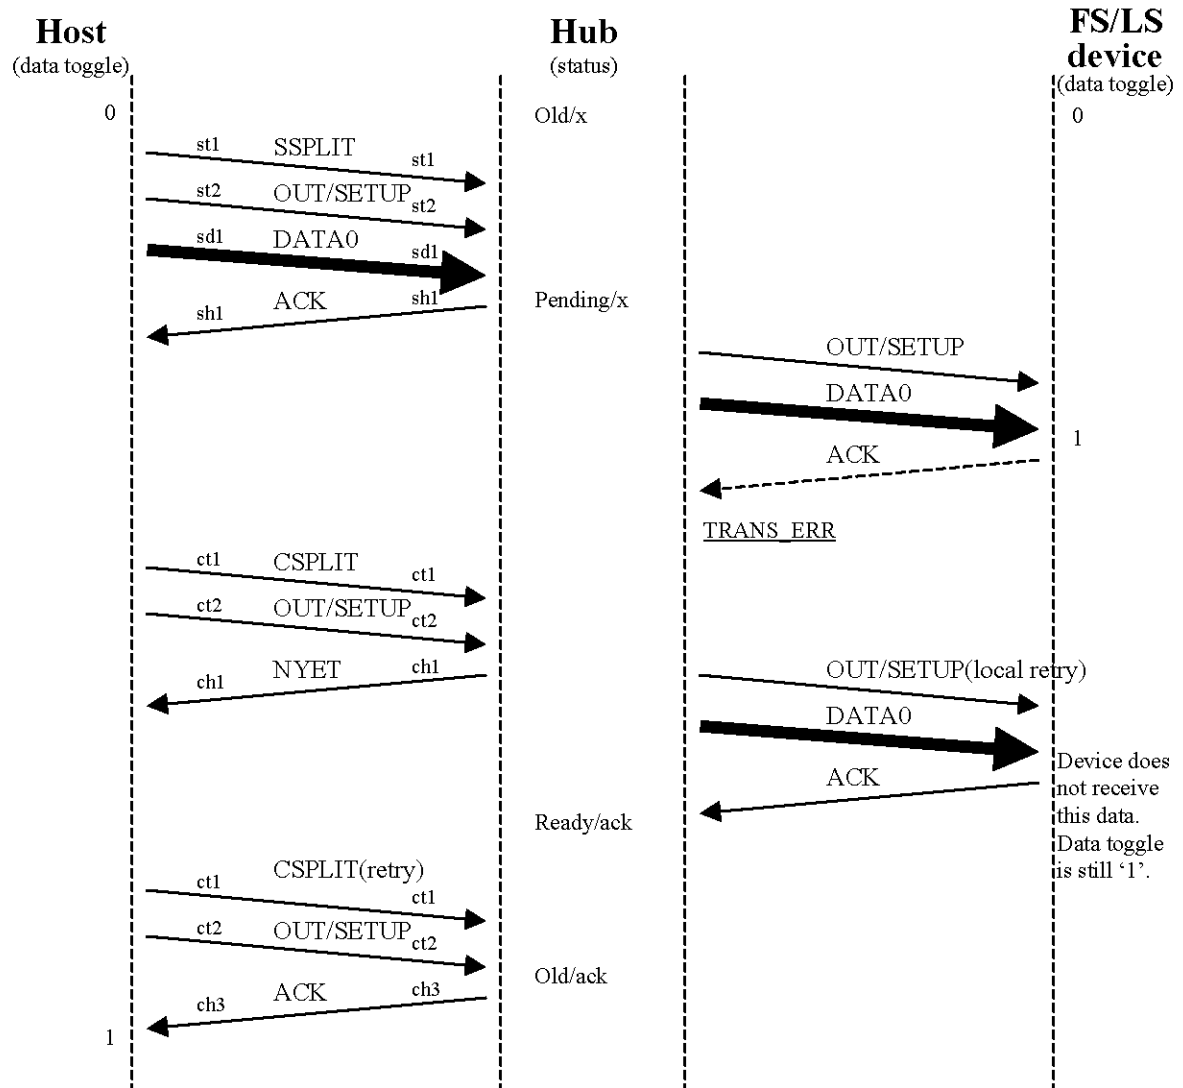 Host
(data toggle)
Hub
(status)
FS/LS
device
(data toggle)
0
Old/x
0
st1 SSPLIT st1
st2 OUT/SETUP st2
sd1 DATA0 sd1
sh1 ACK sh1
Pending/x
OUT/SETUP
DATA0
1
ACK
TRANS_ERR
ct1 CSPLIT ct1
ct2 OUT/SETUP ct2
ch1 NYET ch1
OUT/SETUP(local retry)
DATA0
ACK
Device does
not receive
this data.
Data toggle
is still ‘1’.
Ready/ack
ct1 CSPLIT(retry) ct1
ct2 OUT/SETUP ct2
Old/ack
ch3 ACK ch3
1